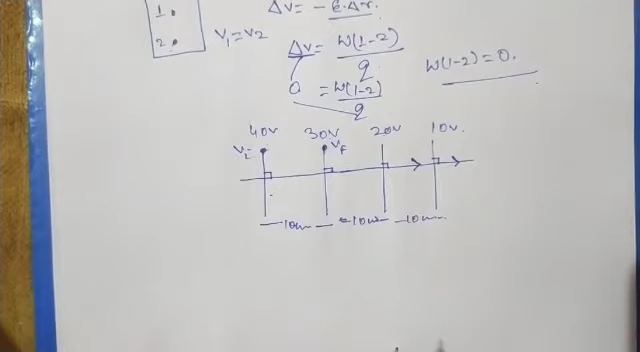 ΔV = - E.Δr.
1 .
2 .
V₁ = V₂
ΔV = W(1-2)/q
0 = W(1-2)/q
W(1-2) = 0.
40V 30V 20V 10V.
Vi VF
10m 10m 10m